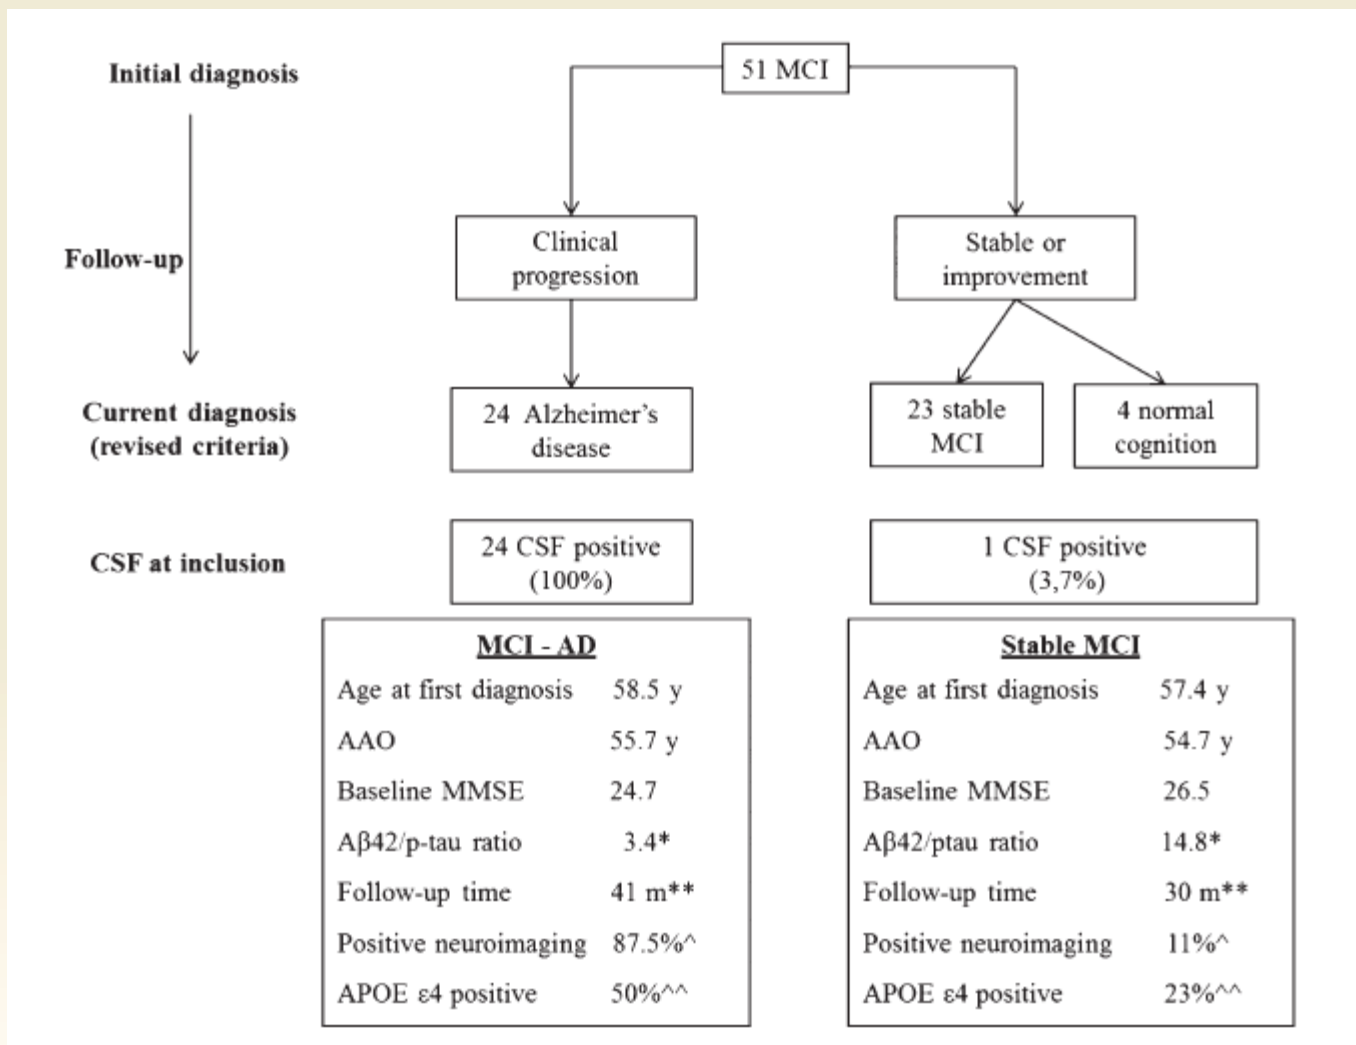 Initial diagnosis
51 MCI
Follow-up
Clinical
progression
Stable or
improvement
Current diagnosis
(revised criteria)
24 Alzheimer's
disease
23 stable
MCI
4 normal
cognition
CSF at inclusion
24 CSF positive
(100%)
1 CSF positive
(3,7%)
MCI - AD
Age at first diagnosis 58.5 y
AAO 55.7 y
Baseline MMSE 24.7
Aβ42/p-tau ratio 3.4*
Follow-up time 41 m**
Positive neuroimaging 87.5%^
APOE ε4 positive 50%^^
Stable MCI
Age at first diagnosis 57.4 y
AAO 54.7 y
Baseline MMSE 26.5
Aβ42/ptau ratio 14.8*
Follow-up time 30 m**
Positive neuroimaging 11%^
APOE ε4 positive 23%^^